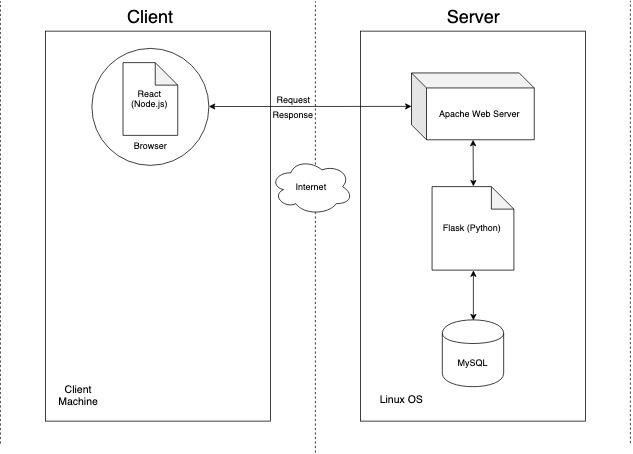 Client
Server
React
(Node.js)
Browser
Request
Response
Apache Web Server
Internet
Flask (Python)
MySQL
Client
Machine
Linux OS